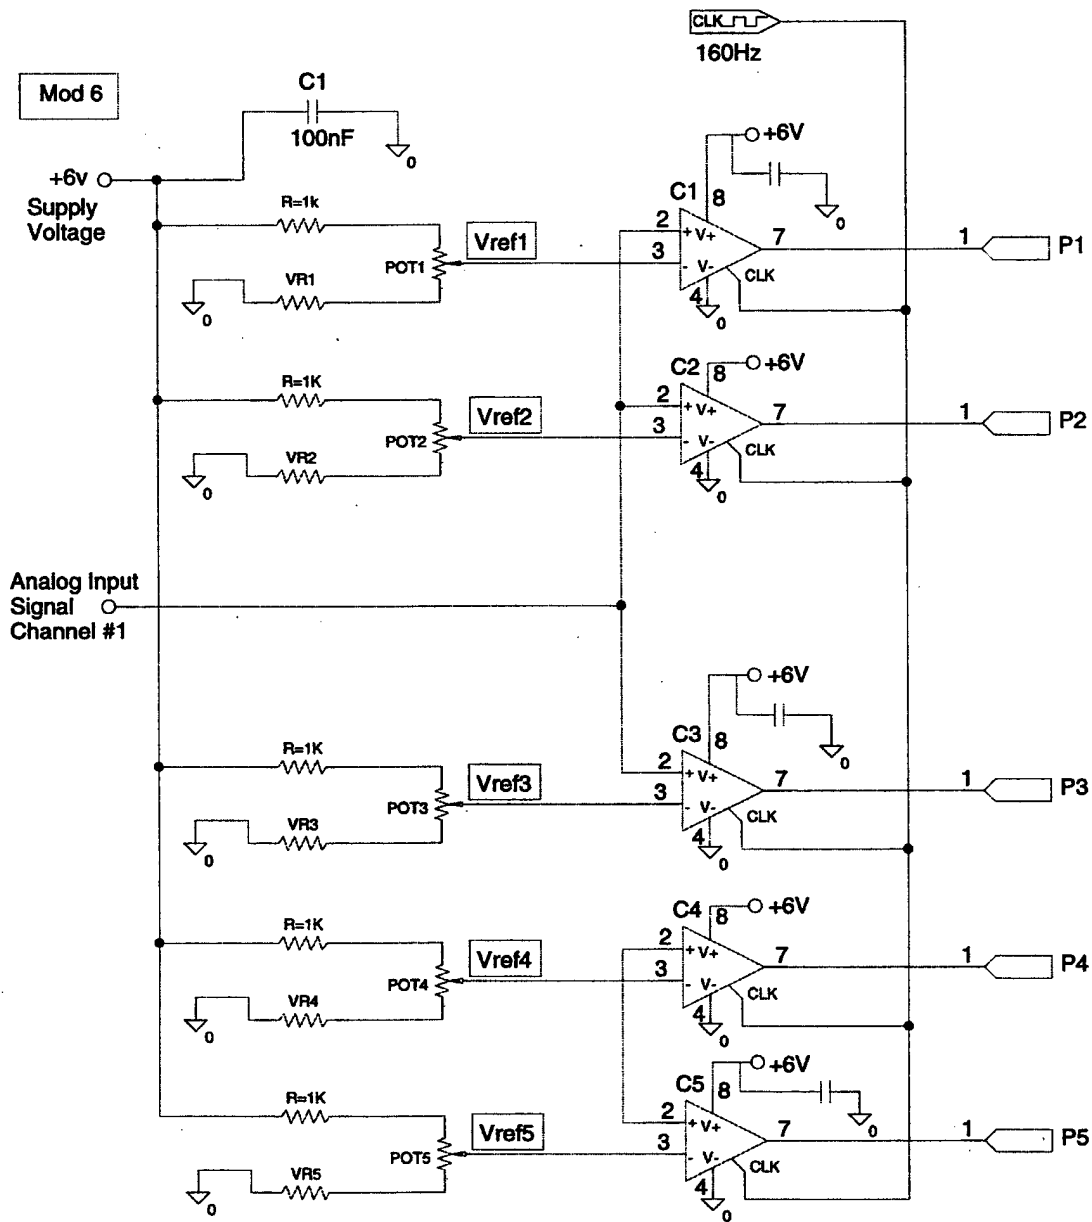 CLK
160Hz
Mod 6
C1
100nF
0
+6v
Supply
Voltage
+6V
0
C1
8
R=1k
2
+ V+
Vref1
3
- V-
7
1
P1
POT1
CLK
VR1
4
0
0
+6V
C2
8
R=1K
2
+ V+
Vref2
3
- V-
7
1
P2
POT2
CLK
VR2
4
0
0
Analog Input
Signal
Channel #1
+6V
0
C3
8
R=1K
2
+ V+
Vref3
3
- V-
7
1
P3
POT3
CLK
VR3
4
0
0
+6V
C4
8
R=1K
2
+ V+
Vref4
3
- V-
7
1
P4
POT4
CLK
VR4
4
0
0
+6V
0
C5
8
R=1K
2
+ V+
Vref5
3
- V-
7
1
P5
POT5
CLK
VR5
4
0
0